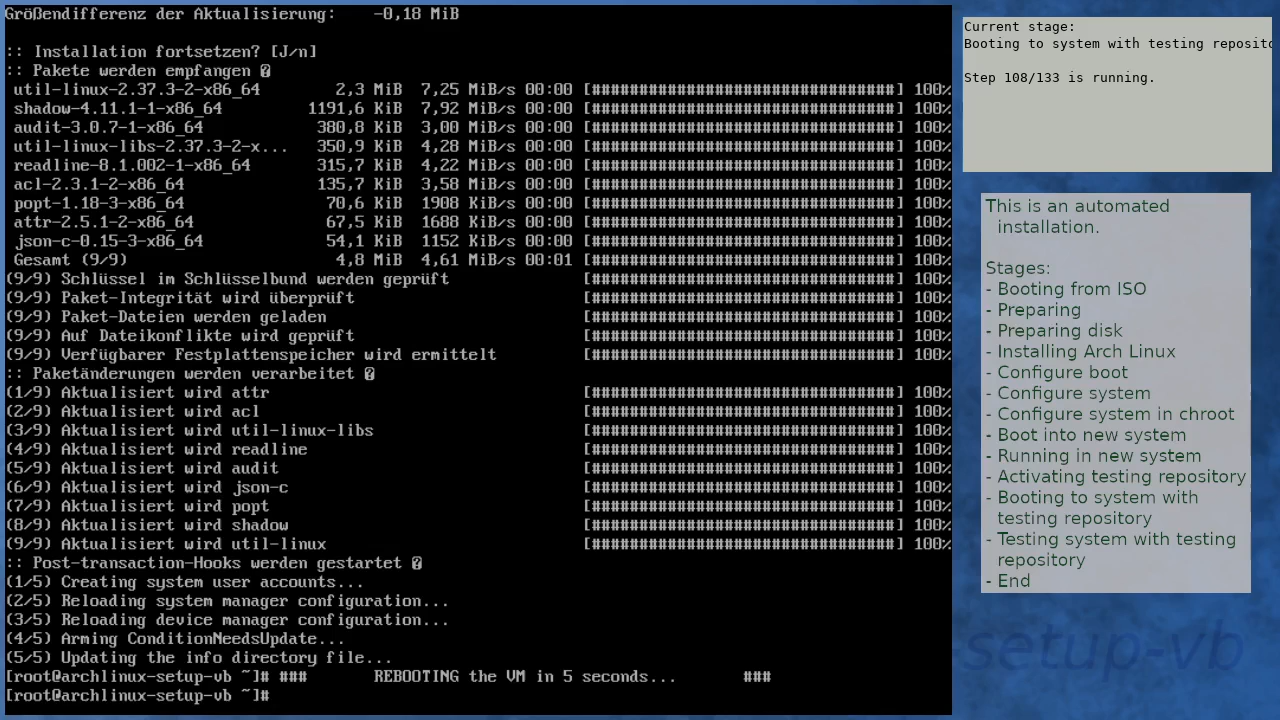 Größendifferenz der Aktualisierung:    -0,18 MiB
:: Installation fortsetzen? [J/n]
:: Pakete werden empfangen �
util-linux-2.37.3-2-x86_64        2,3 MiB  7,25 MiB/s 00:00 [################################] 100%
shadow-4.11.1-1-x86_64         1191,6 KiB  7,92 MiB/s 00:00 [################################] 100%
audit-3.0.7-1-x86_64            380,8 KiB  3,00 MiB/s 00:00 [################################] 100%
util-linux-libs-2.37.3-2-x...   350,9 KiB  4,28 MiB/s 00:00 [################################] 100%
readline-8.1.002-1-x86_64       315,7 KiB  4,22 MiB/s 00:00 [################################] 100%
acl-2.3.1-2-x86_64              135,7 KiB  3,58 MiB/s 00:00 [################################] 100%
popt-1.18-3-x86_64               70,6 KiB  1908 KiB/s 00:00 [################################] 100%
attr-2.5.1-2-x86_64              67,5 KiB  1688 KiB/s 00:00 [################################] 100%
json-c-0.15-3-x86_64             54,1 KiB  1152 KiB/s 00:00 [################################] 100%
Gesamt (9/9)                      4,8 MiB  4,61 MiB/s 00:01 [################################] 100%
(9/9) Schlüssel im Schlüsselbund werden geprüft              [################################] 100%
(9/9) Paket-Integrität wird überprüft                        [################################] 100%
(9/9) Paket-Dateien werden geladen                           [################################] 100%
(9/9) Auf Dateikonflikte wird geprüft                        [################################] 100%
(9/9) Verfügbarer Festplattenspeicher wird ermittelt         [################################] 100%
:: Paketänderungen werden verarbeitet �
(1/9) Aktualisiert wird attr                                 [################################] 100%
(2/9) Aktualisiert wird acl                                  [################################] 100%
(3/9) Aktualisiert wird util-linux-libs                      [################################] 100%
(4/9) Aktualisiert wird readline                             [################################] 100%
(5/9) Aktualisiert wird audit                                [################################] 100%
(6/9) Aktualisiert wird json-c                               [################################] 100%
(7/9) Aktualisiert wird popt                                 [################################] 100%
(8/9) Aktualisiert wird shadow                               [################################] 100%
(9/9) Aktualisiert wird util-linux                           [################################] 100%
:: Post-transaction-Hooks werden gestartet �
(1/5) Creating system user accounts...
(2/5) Reloading system manager configuration...
(3/5) Reloading device manager configuration...
(4/5) Arming ConditionNeedsUpdate...
(5/5) Updating the info directory file...
[root@archlinux-setup-vb ~]# ###       REBOOTING the VM in 5 seconds...       ###
[root@archlinux-setup-vb ~]#
Current stage:
Booting to system with testing reposito
Step 108/133 is running.
This is an automated
installation.
Stages:
- Booting from ISO
- Preparing
- Preparing disk
- Installing Arch Linux
- Configure boot
- Configure system
- Configure system in chroot
- Boot into new system
- Running in new system
- Activating testing repository
- Booting to system with
testing repository
- Testing system with testing
repository
- End
-setup-vb